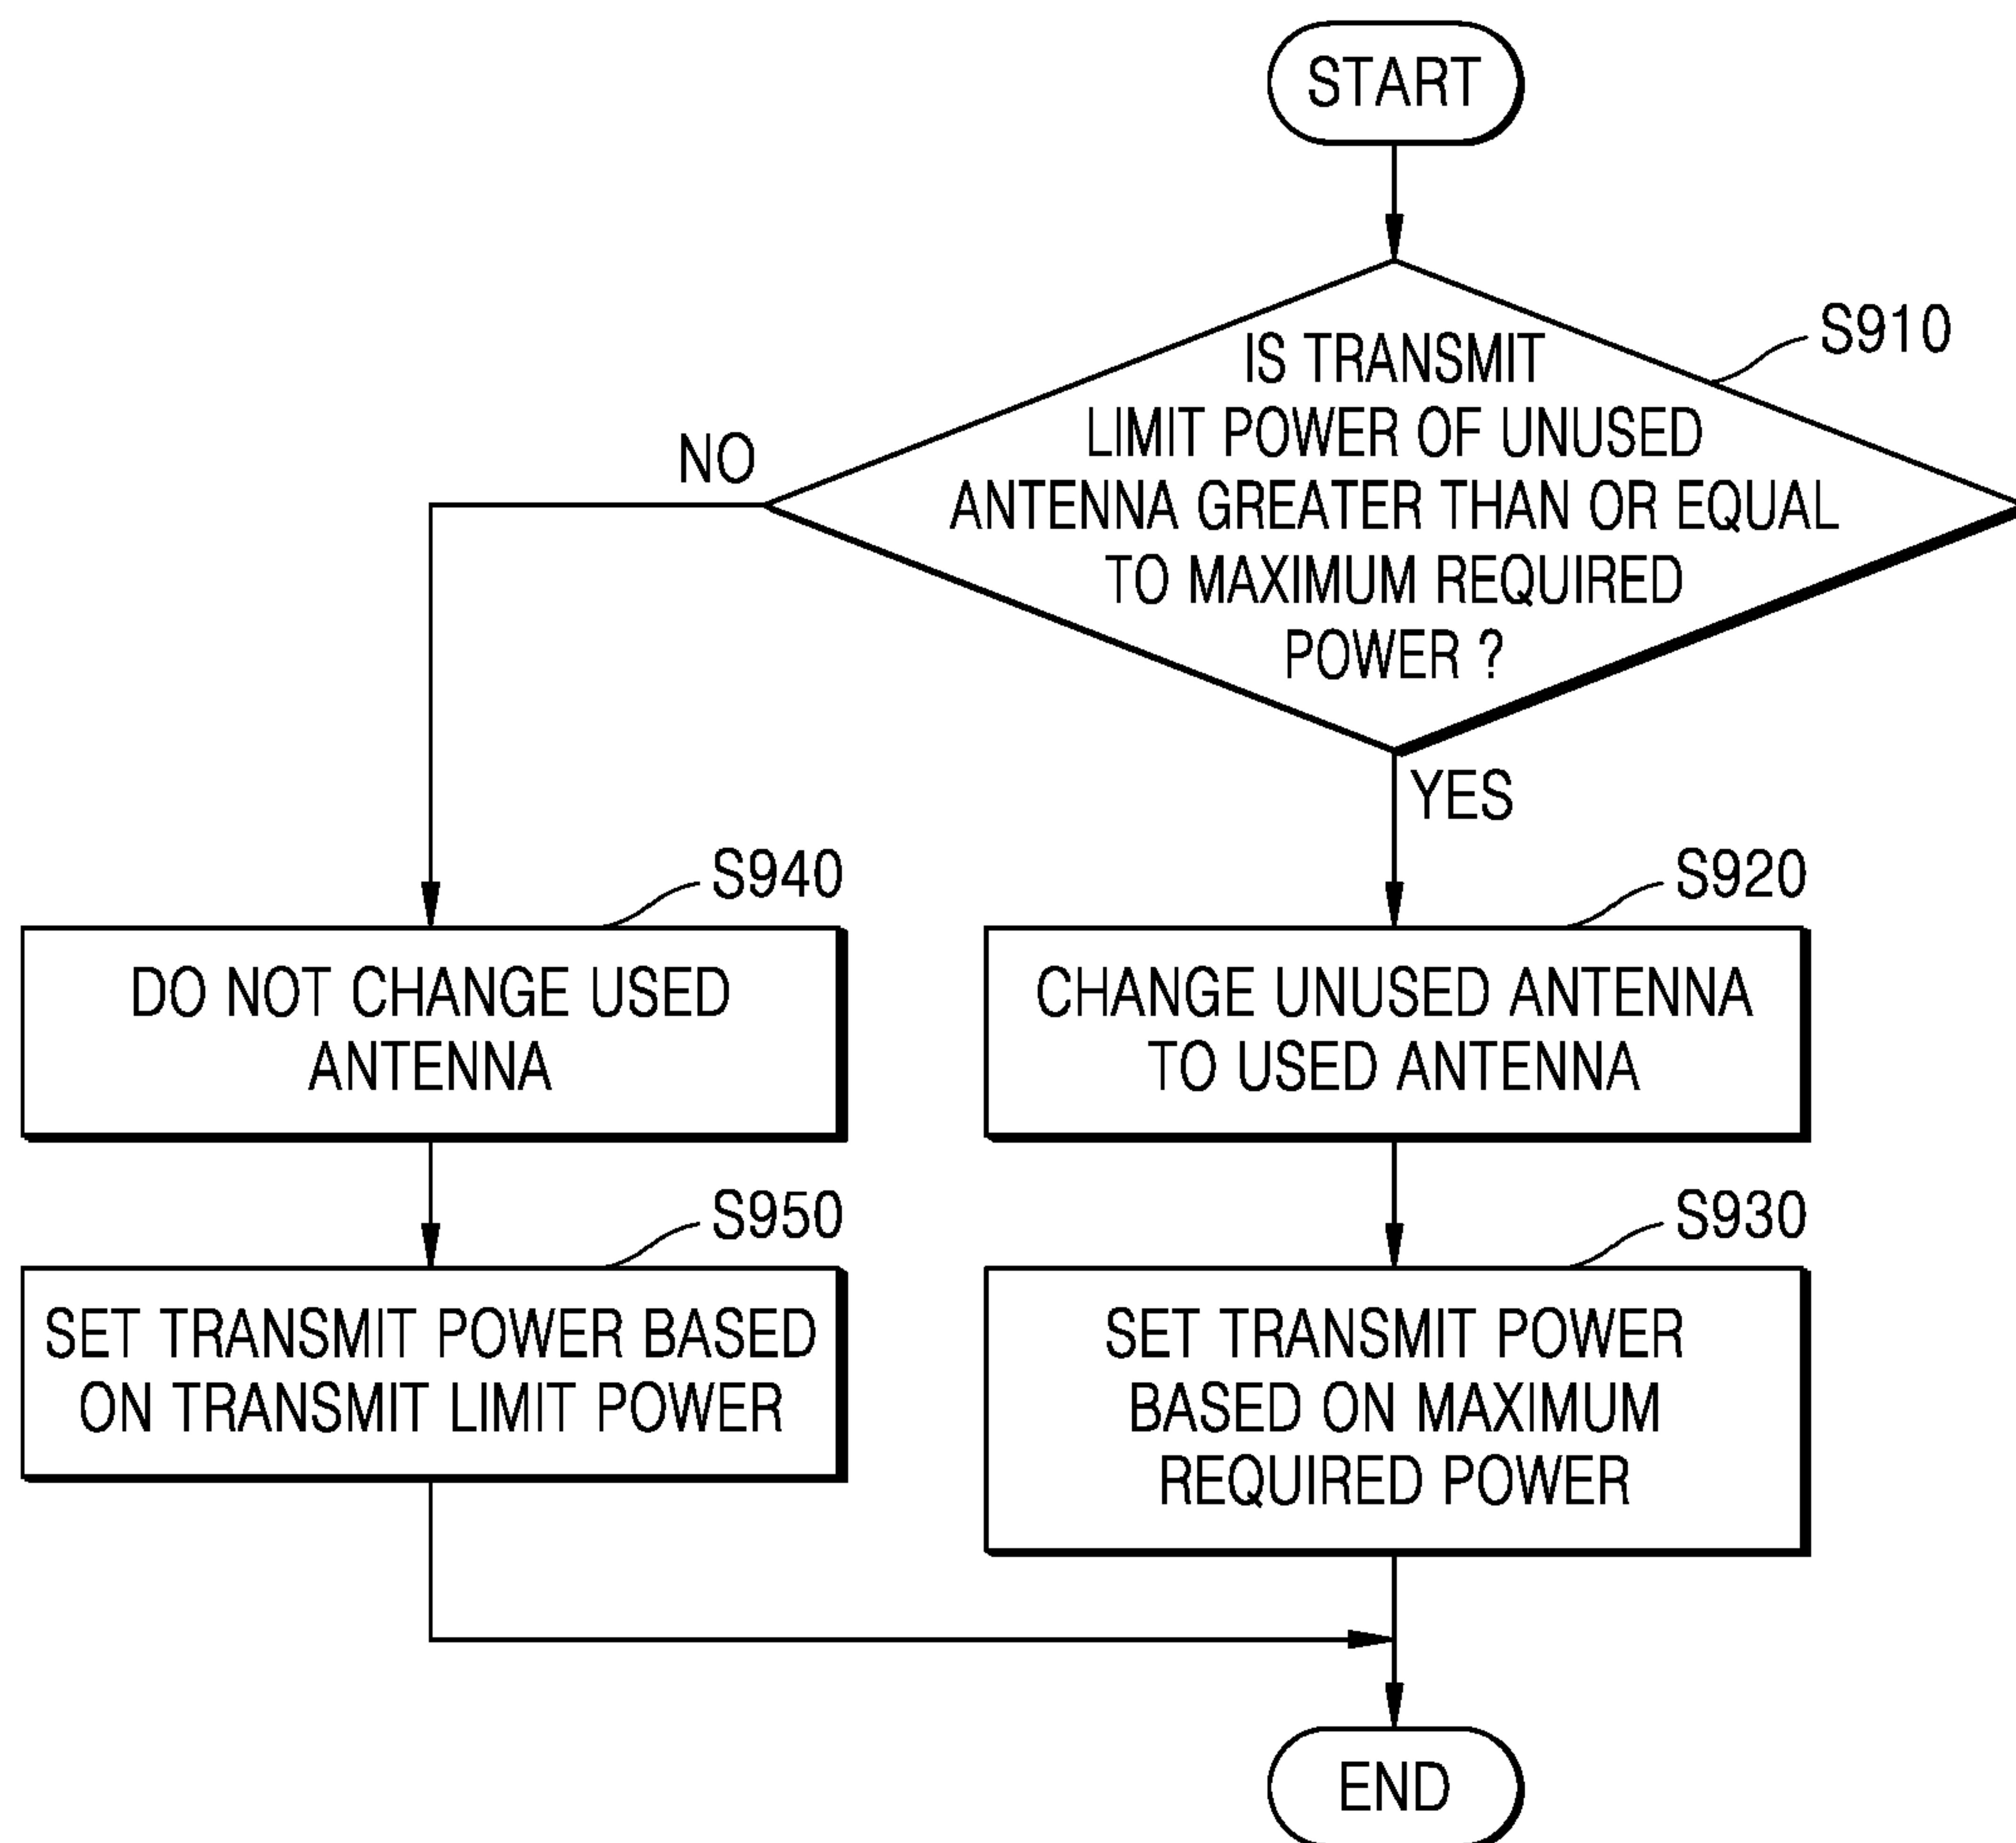 START
IS TRANSMIT
LIMIT POWER OF UNUSED
ANTENNA GREATER THAN OR EQUAL
TO MAXIMUM REQUIRED
POWER ?
S910
NO
YES
S940
DO NOT CHANGE USED
ANTENNA
S920
CHANGE UNUSED ANTENNA
TO USED ANTENNA
S950
SET TRANSMIT POWER BASED
ON TRANSMIT LIMIT POWER
S930
SET TRANSMIT POWER
BASED ON MAXIMUM
REQUIRED POWER
END